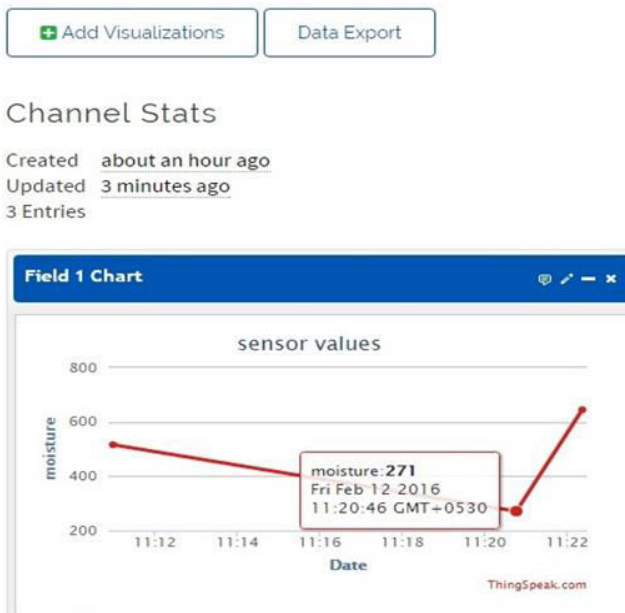 Add Visualizations
Data Export
Channel Stats
Created about an hour ago
Updated 3 minutes ago
3 Entries
Field 1 Chart
sensor values
800
600
400
200
moisture
moisture:271
Fri Feb 12 2016
11:20:46 GMT+0530
11:12 11:14 11:16 11:18 11:20 11:22
Date
ThingSpeak.com